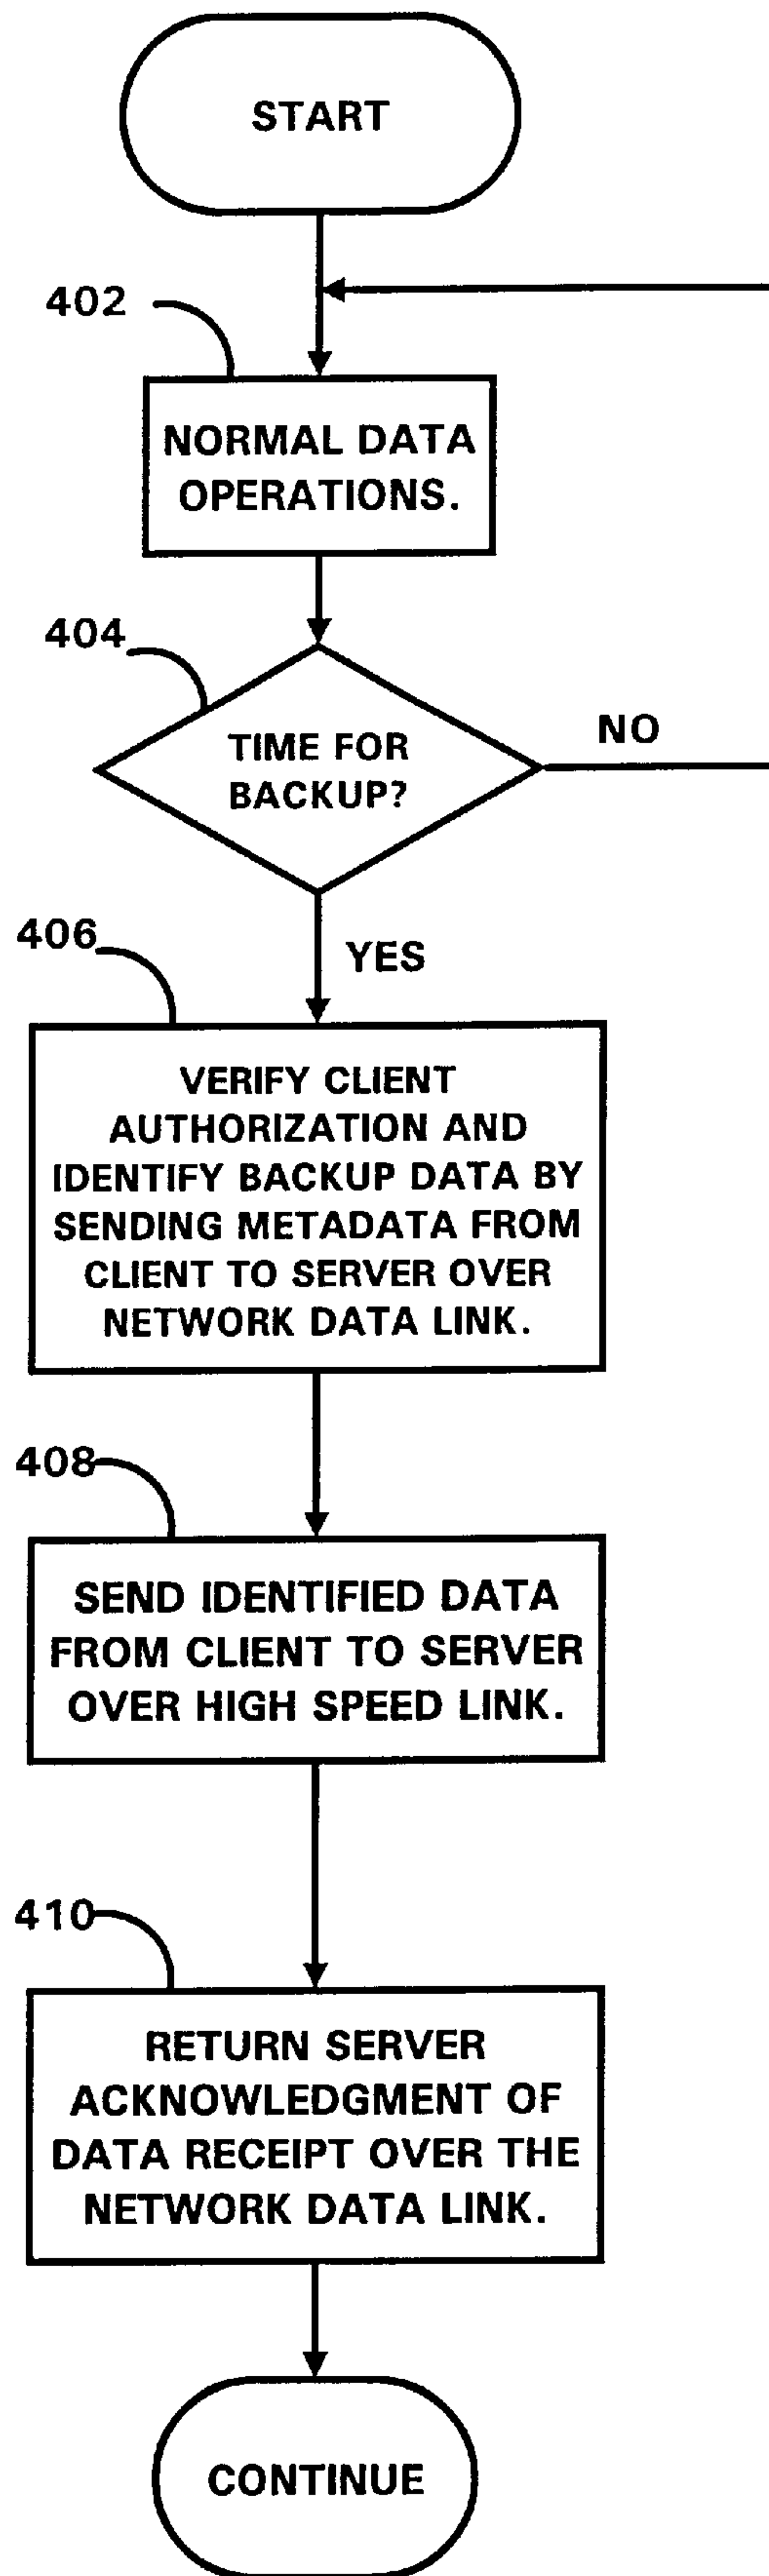 START
402
NORMAL DATA
OPERATIONS.
404
TIME FOR
BACKUP?
NO
406
YES
VERIFY CLIENT
AUTHORIZATION AND
IDENTIFY BACKUP DATA BY
SENDING METADATA FROM
CLIENT TO SERVER OVER
NETWORK DATA LINK.
408
SEND IDENTIFIED DATA
FROM CLIENT TO SERVER
OVER HIGH SPEED LINK.
410
RETURN SERVER
ACKNOWLEDGMENT OF
DATA RECEIPT OVER THE
NETWORK DATA LINK.
CONTINUE